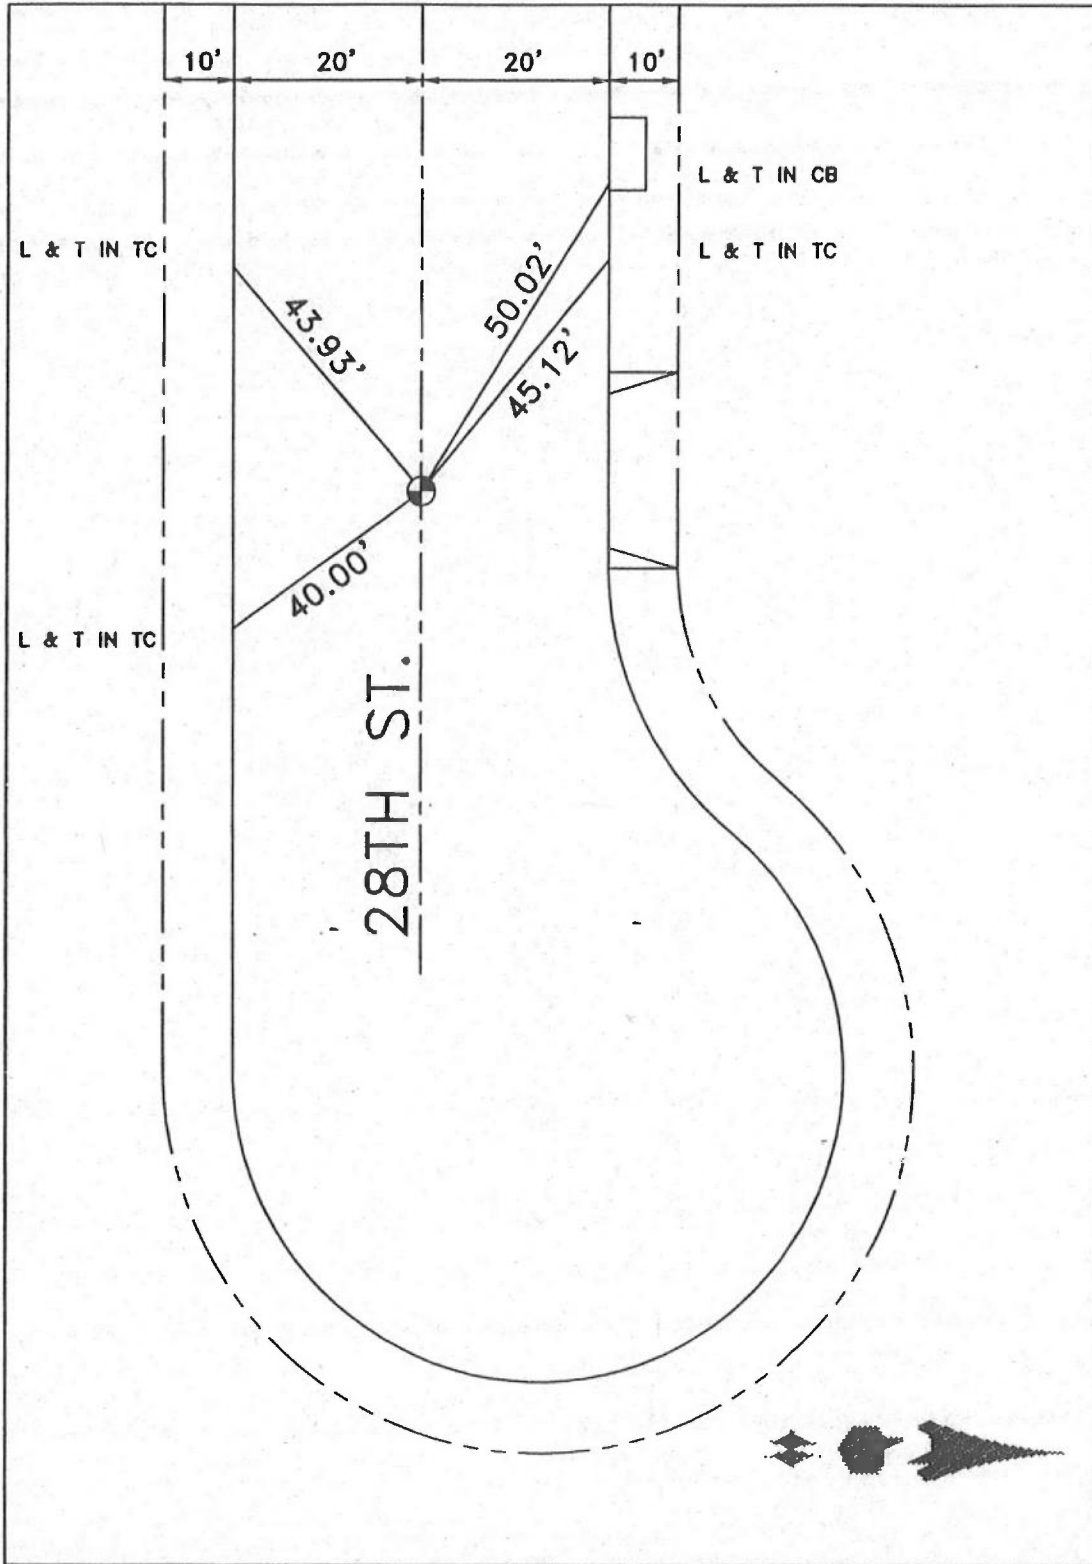 10' 20' 20' 10'
L & T IN CB
L & T IN TC
L & T IN TC
43.93'
50.02'
45.12'
40.00'
L & T IN TC
28TH ST.